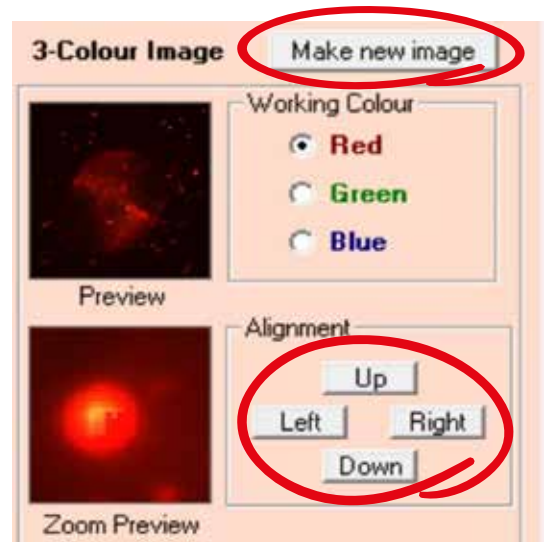 3-Colour Image
Make new image
Working Colour
Red
Green
Blue
Preview
Alignment
Up
Left Right
Down
Zoom Preview